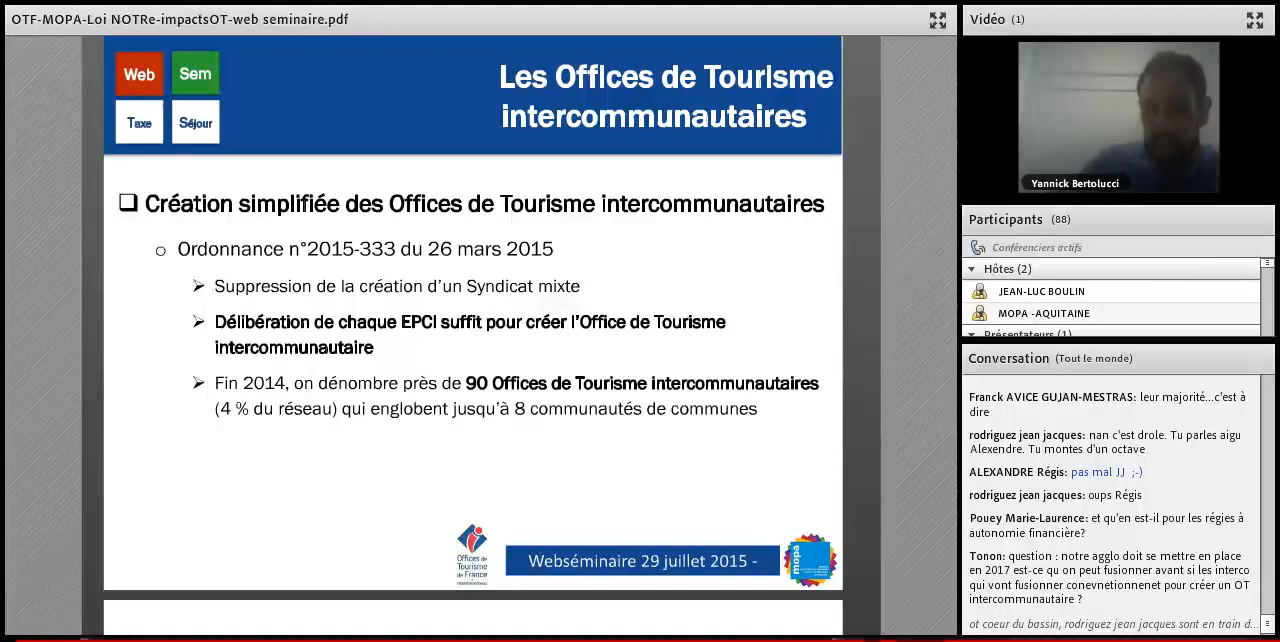 OTF-MOPA-Loi NOTRe-impactsOT-web seminaire.pdf
Web
Sem
Taxe
Séjour
Les Offices de Tourisme
intercommunautaires
Création simplifiée des Offices de Tourisme intercommunautaires
Ordonnance n°2015-333 du 26 mars 2015
Suppression de la création d'un Syndicat mixte
Délibération de chaque EPCI suffit pour créer l'Office de Tourisme
intercommunautaire
Fin 2014, on dénombre près de 90 Offices de Tourisme intercommunautaires
(4 % du réseau) qui englobent jusqu'à 8 communautés de communes
Offices de
Tourisme
de France
Webséminaire 29 juillet 2015 -
mopa
Vidéo (1)
Yannick Bertolucci
Participants (88)
Conférenciers actifs
Hôtes (2)
JEAN-LUC BOULIN
MOPA -AQUITAINE
Présentateurs (1)
Conversation (Tout le monde)
Franck AVICE GUJAN-MESTRAS: leur majorité...c'est à
dire
rodriguez jean jacques: nan c'est drole. Tu parles aigu
Alexendre. Tu montes d'un octave
ALEXANDRE Régis: pas mal JJ ;-)
rodriguez jean jacques: oups Régis
Pouey Marie-Laurence: et qu'en est-il pour les régies à
autonomie financière?
Tonon: question : notre agglo doit se mettre en place
en 2017 est-ce qu on peut fusionner avant si les interco
qui vont fusionner conevnetionnenet pour créer un OT
intercommunautaire ?
ot coeur du bassin, rodriguez jean jacques sont en train d...